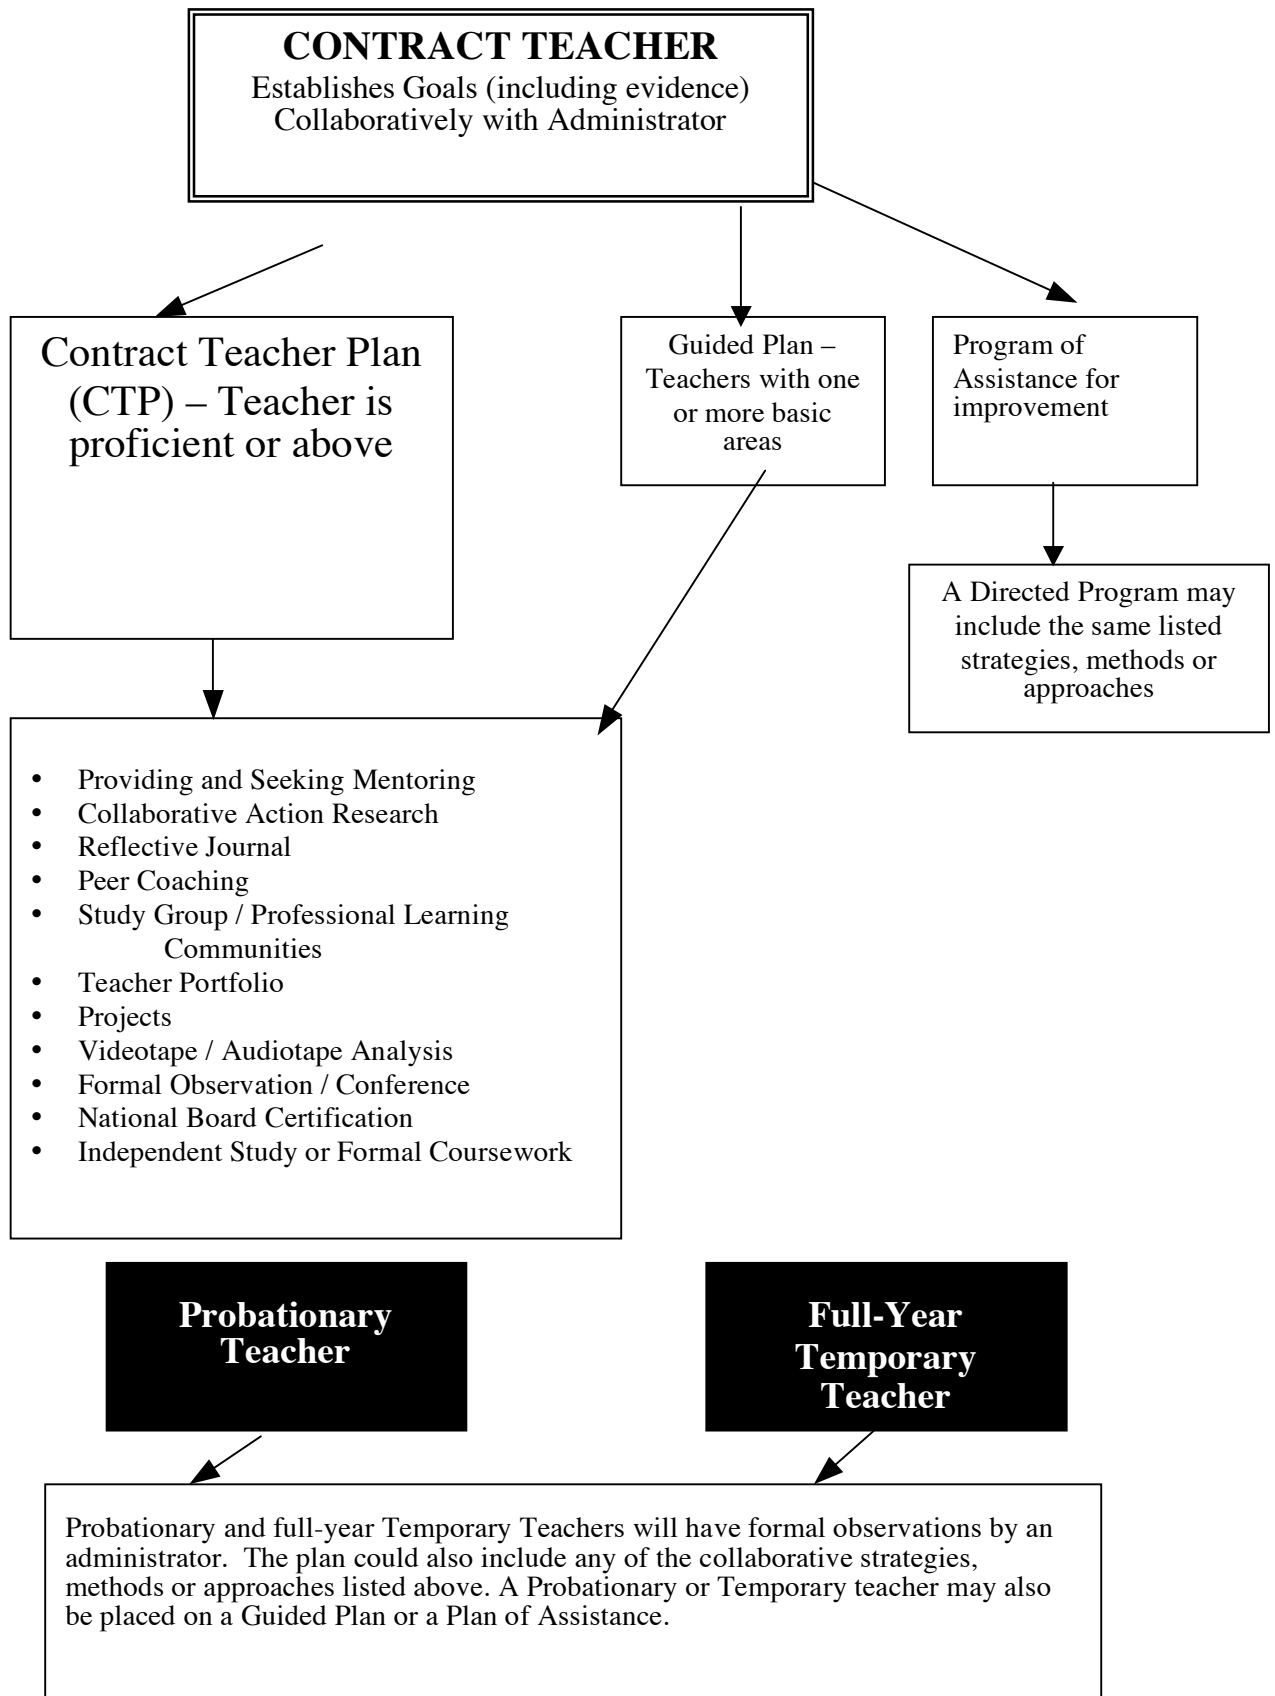 CONTRACT TEACHER
Establishes Goals (including evidence)
Collaboratively with Administrator
Contract Teacher Plan
(CTP) – Teacher is
proficient or above
Guided Plan –
Teachers with one
or more basic
areas
Program of
Assistance for
improvement
A Directed Program may
include the same listed
strategies, methods or
approaches
• Providing and Seeking Mentoring
• Collaborative Action Research
• Reflective Journal
• Peer Coaching
• Study Group / Professional Learning
Communities
• Teacher Portfolio
• Projects
• Videotape / Audiotape Analysis
• Formal Observation / Conference
• National Board Certification
• Independent Study or Formal Coursework
Probationary
Teacher
Full-Year
Temporary
Teacher
Probationary and full-year Temporary Teachers will have formal observations by an
administrator.  The plan could also include any of the collaborative strategies,
methods or approaches listed above. A Probationary or Temporary teacher may also
be placed on a Guided Plan or a Plan of Assistance.